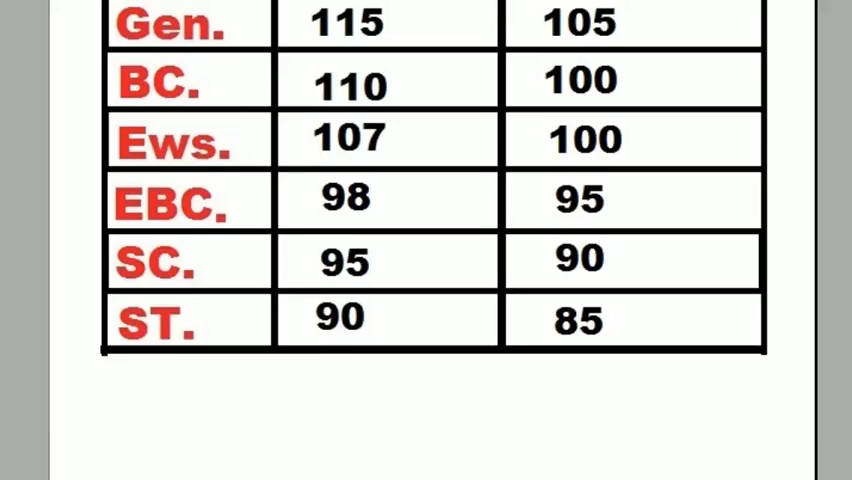 Gen. 115 105
BC. 110 100
Ews. 107 100
EBC. 98 95
SC. 95 90
ST. 90 85